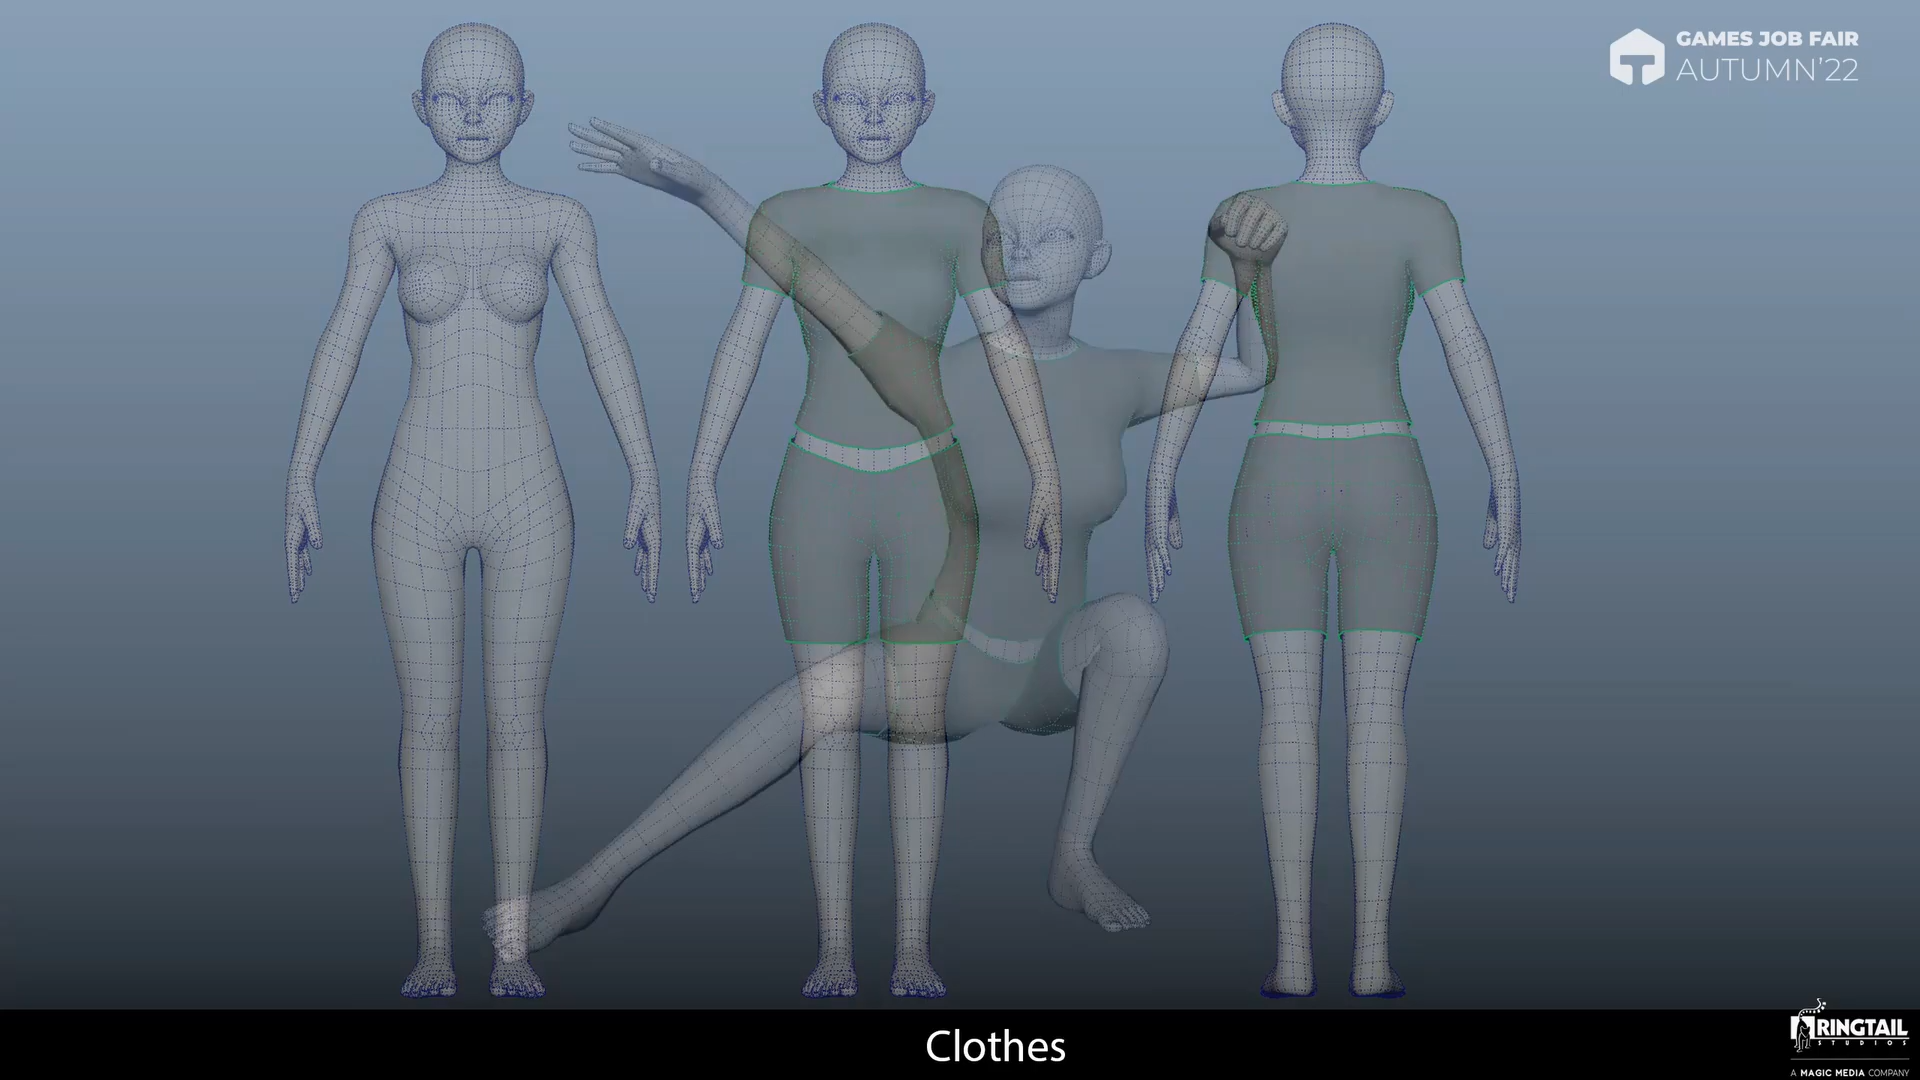 GAMES JOB FAIR
AUTUMN'22
Clothes
RINGTAIL
STUDIOS
A MAGIC MEDIA COMPANY